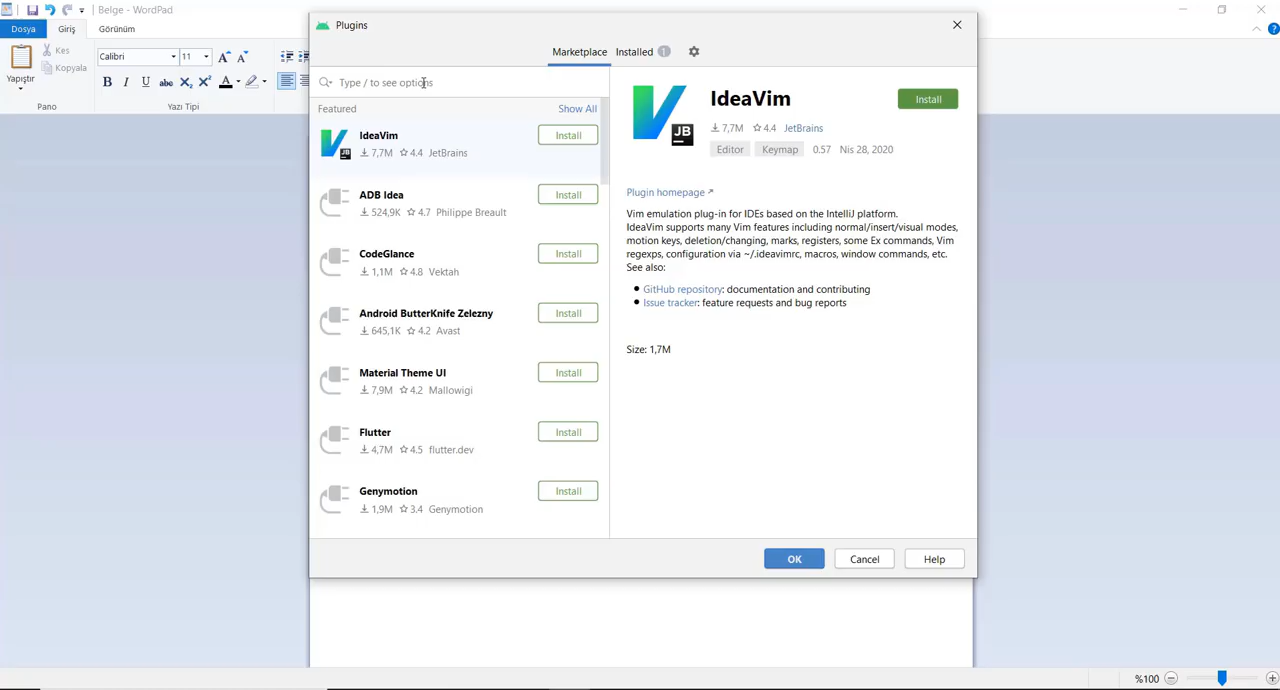 Belge - WordPad
Dosya
Giriş
Görünüm
Yapıştır
Kes
Kopyala
Pano
Calibri
11
B I U abc X₂ X² A
Yazı Tipi
Plugins
Marketplace
Installed 1
Type / to see options
Featured
Show All
IdeaVim
Install
7,7M 4.4 JetBrains
ADB Idea
Install
524,9K 4.7 Philippe Breault
CodeGlance
Install
1,1M 4.8 Vektah
Android ButterKnife Zelezny
Install
645,1K 4.2 Avast
Material Theme UI
Install
7,9M 4.2 Mallowigi
Flutter
Install
4,7M 4.5 flutter.dev
Genymotion
Install
1,9M 3.4 Genymotion
JB
IdeaVim
Install
7,7M 4.4 JetBrains
Editor Keymap 0.57 Nis 28, 2020
Plugin homepage
Vim emulation plug-in for IDEs based on the IntelliJ platform.
IdeaVim supports many Vim features including normal/insert/visual modes,
motion keys, deletion/changing, marks, registers, some Ex commands, Vim
regexps, configuration via ~/.ideavimrc, macros, window commands, etc.
See also:
GitHub repository: documentation and contributing
Issue tracker: feature requests and bug reports
Size: 1,7M
OK
Cancel
Help
%100